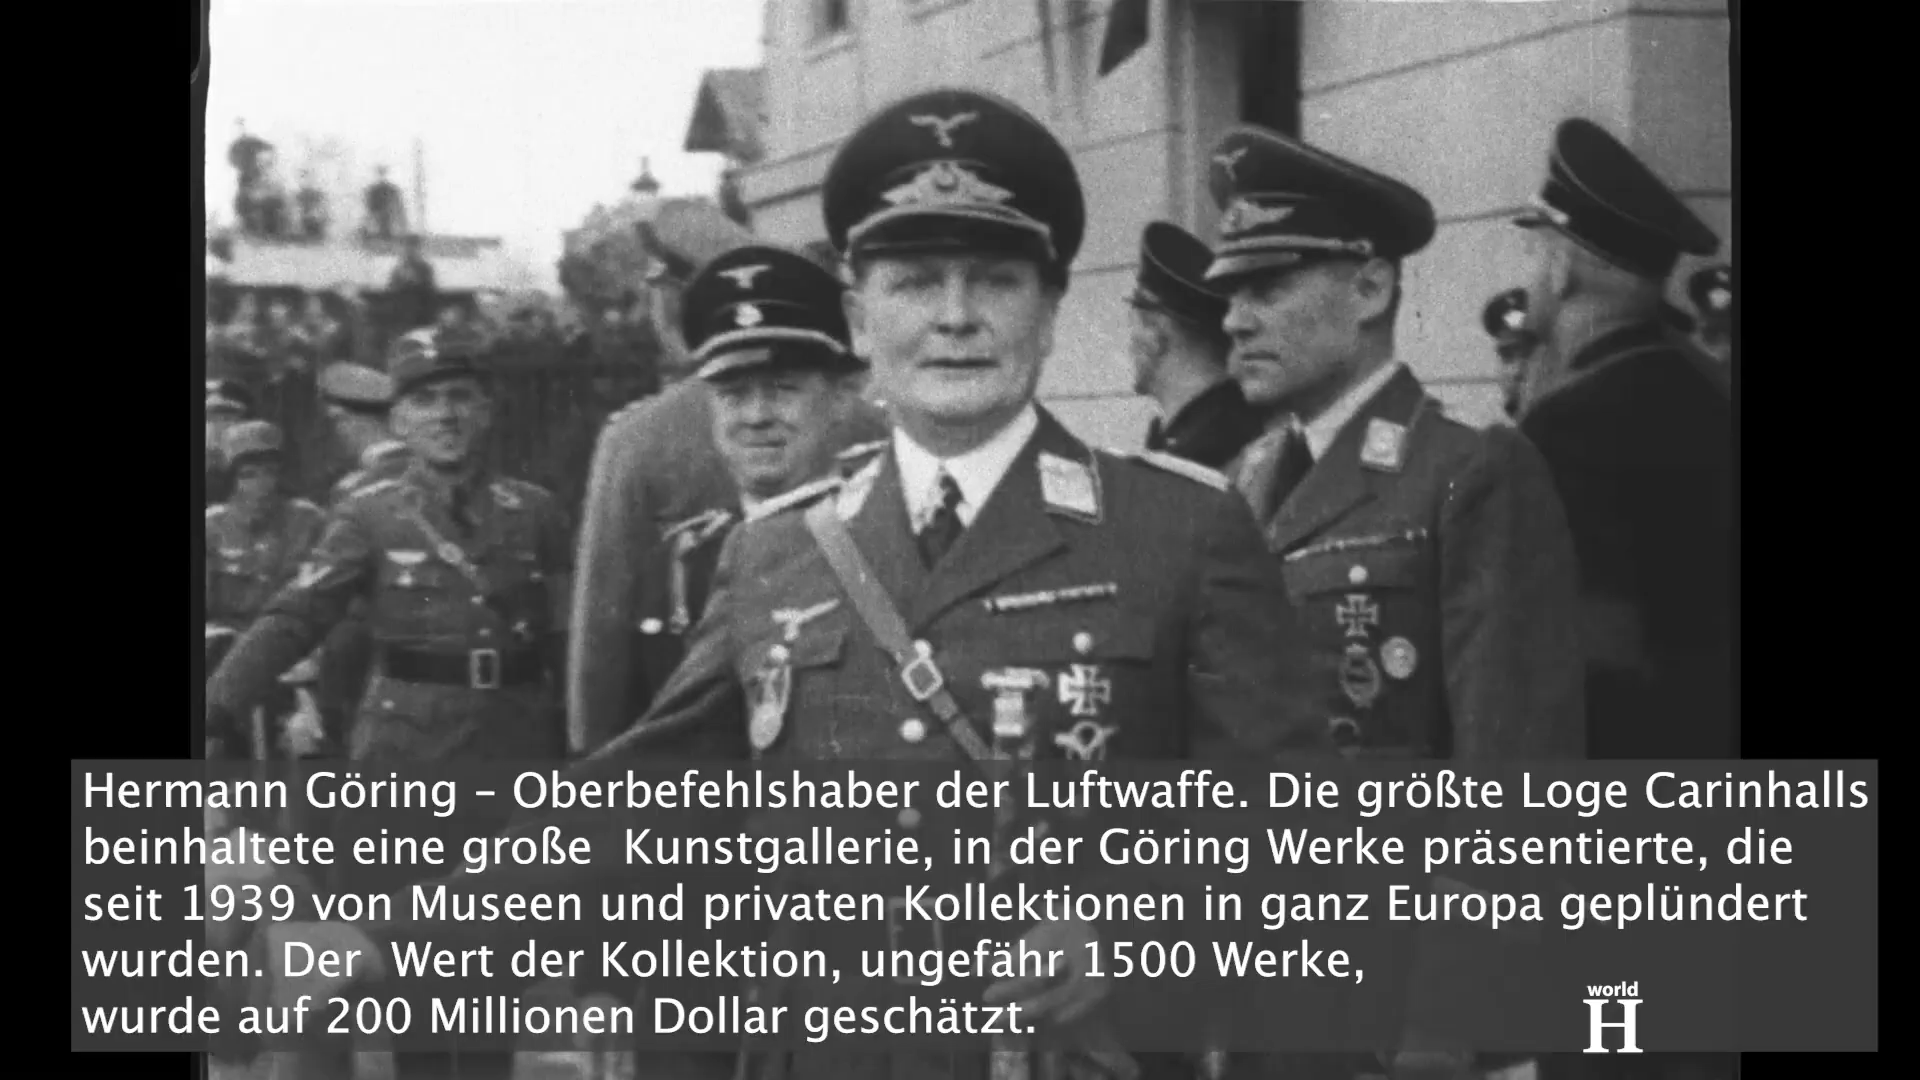 Hermann Göring – Oberbefehlshaber der Luftwaffe. Die größte Loge Carinhalls
beinhaltete eine große  Kunstgallerie, in der Göring Werke präsentierte, die
seit 1939 von Museen und privaten Kollektionen in ganz Europa geplündert
wurden. Der  Wert der Kollektion, ungefähr 1500 Werke,
wurde auf 200 Millionen Dollar geschätzt.
world
H